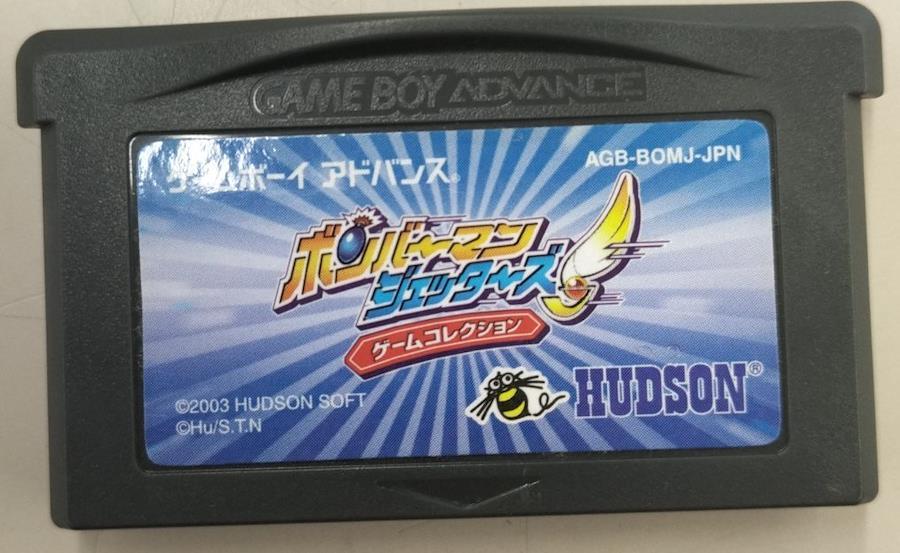 GAME BOY ADVANCE
ゲームボーイ アドバンス®
AGB-BOMJ-JPN
ボンバーマン
ジェッターズ
ゲームコレクション
HUDSON®
©2003 HUDSON SOFT
©Hu/S.T.N